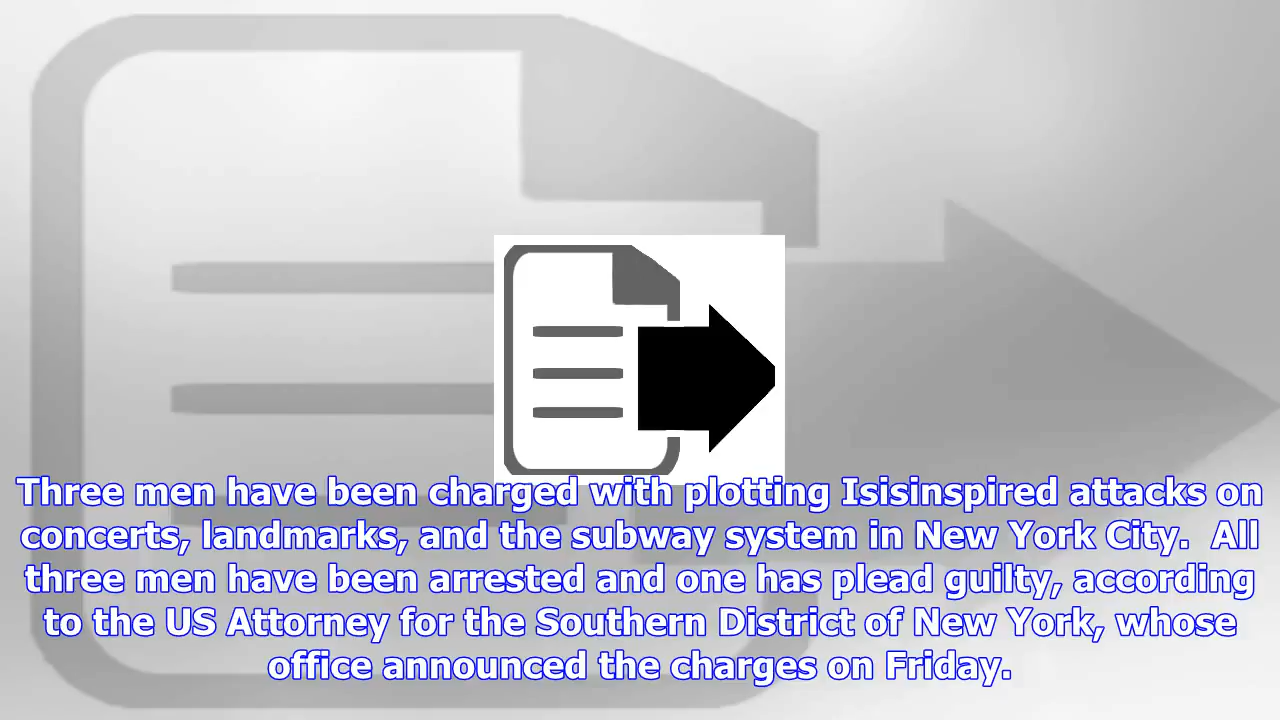 Three men have been charged with plotting Isisinspired attacks on
concerts, landmarks, and the subway system in New York City.  All
three men have been arrested and one has plead guilty, according
to the US Attorney for the Southern District of New York, whose
office announced the charges on Friday.